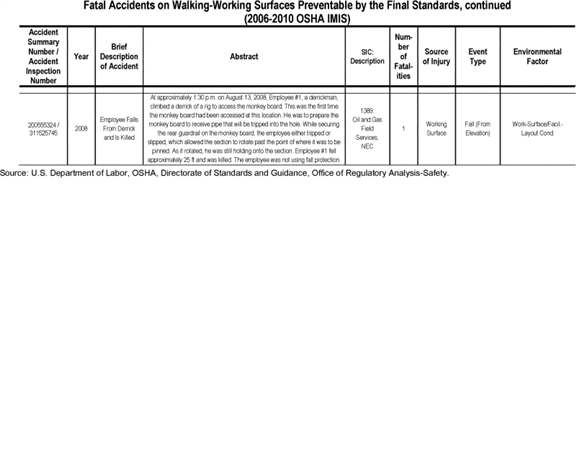 Fatal Accidents on Walking-Working Surfaces Preventable by the Final Standards, continued
(2006-2010 OSHA IMIS)
Accident
Summary
Number /
Accident
Inspection
Number
Year
Brief
Description
of Accident
Abstract
SIC:
Description
Num-
ber
of
Fatal-
ities
Source
of Injury
Event
Type
Environmental
Factor
200555324 /
311525745
2008
Employee Falls
From Derrick
and Is Killed
At approximately 1:30 p.m. on August 13, 2008, Employee #1, a derrickman,
climbed a derrick of a rig to access the monkey board. This was the first time
the monkey board had been accessed at this location. He was to prepare the
monkey board to receive pipe that will be tripped into the hole. While securing
the rear guardrail on the monkey board, the employee either tripped or
slipped, which allowed the section to rotate past the point of where it was to be
pinned. As it rotated, he was still holding onto the section. Employee #1 fell
approximately 25 ft and was killed. The employee was not using fall protection.
1389:
Oil and Gas
Field
Services,
NEC
1
Working
Surface
Fall (From
Elevation)
Work-Surface/Facil.-
Layout Cond.
Source: U.S. Department of Labor, OSHA, Directorate of Standards and Guidance, Office of Regulatory Analysis-Safety.